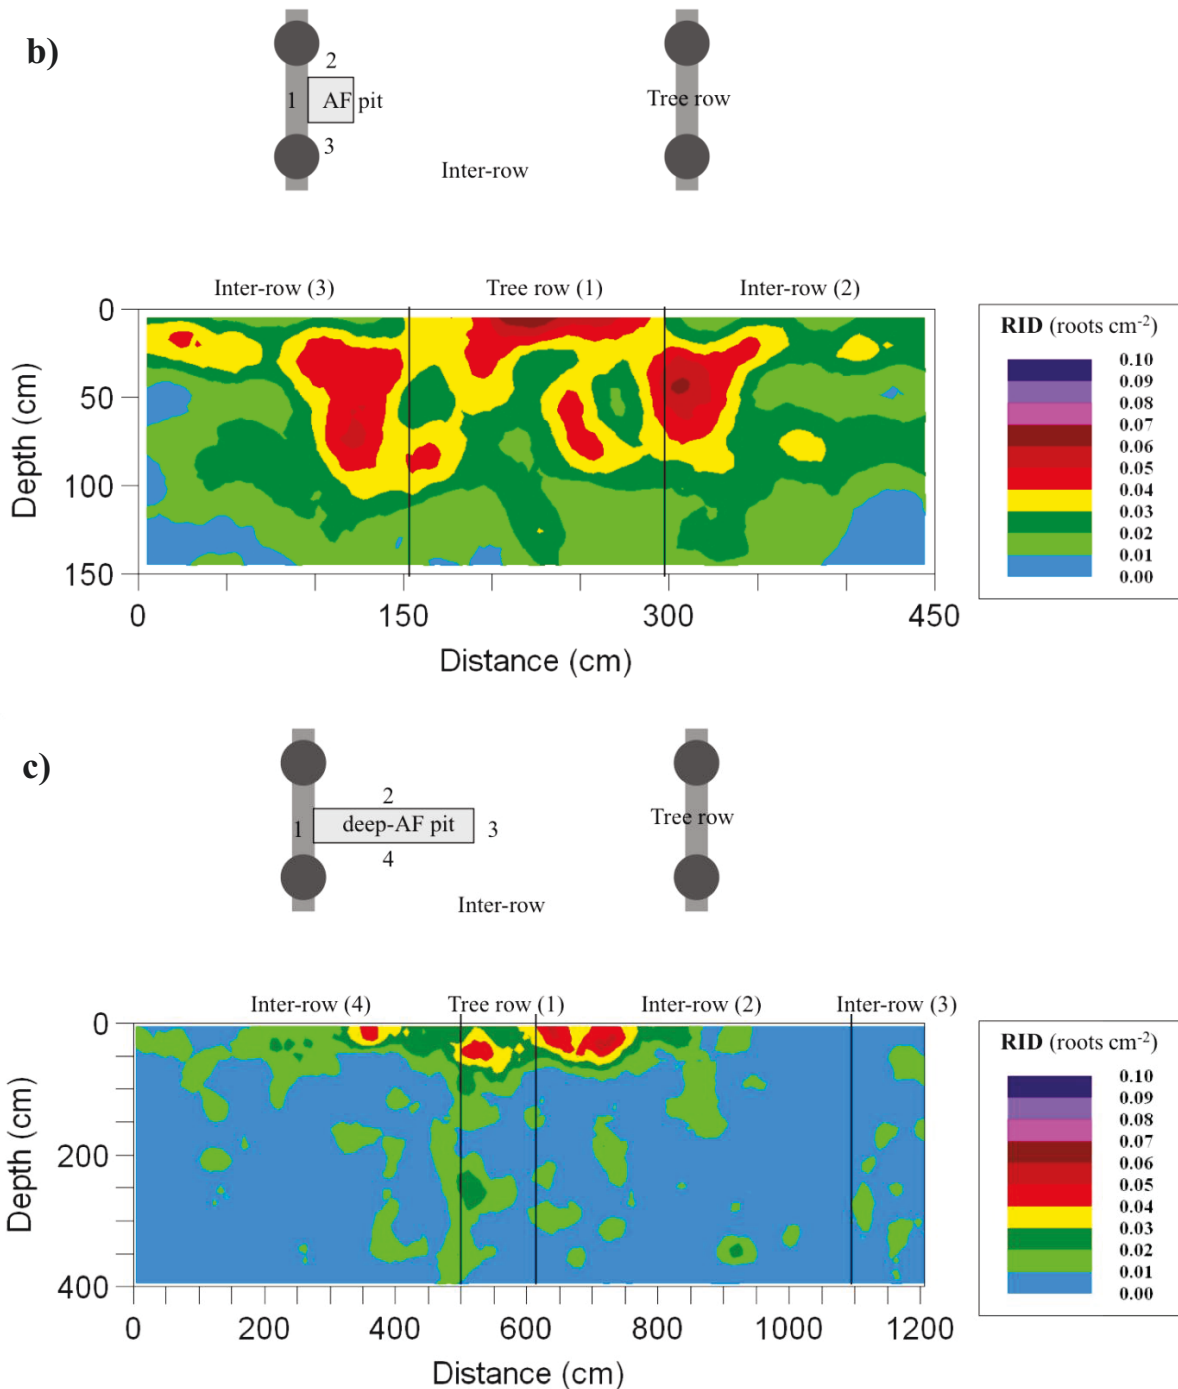 b)
2
1
AF pit
3
Tree row
Inter-row
Inter-row (3)
Tree row (1)
Inter-row (2)
0
50
100
150
Depth (cm)
0
150
300
450
Distance (cm)
RID (roots cm-2)
0.10
0.09
0.08
0.07
0.06
0.05
0.04
0.03
0.02
0.01
0.00
c)
2
1
deep-AF pit
3
4
Tree row
Inter-row
Inter-row (4)
Tree row (1)
Inter-row (2)
Inter-row (3)
0
200
400
Depth (cm)
0
200
400
600
800
1000
1200
Distance (cm)
RID (roots cm-2)
0.10
0.09
0.08
0.07
0.06
0.05
0.04
0.03
0.02
0.01
0.00